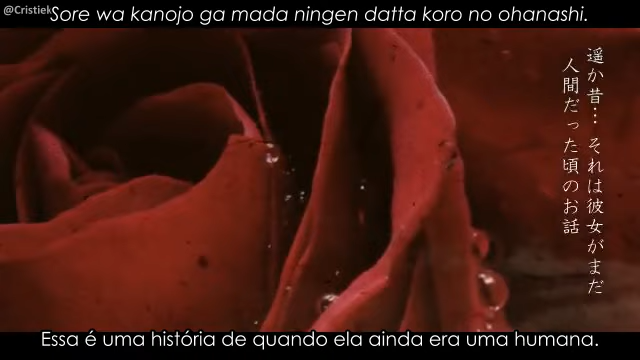 @Cristiek
Sore wa kanojo ga mada ningen datta koro no ohanashi.
遥か昔… それは彼女がまだ
人間だった頃のお話
Essa é uma história de quando ela ainda era uma humana.